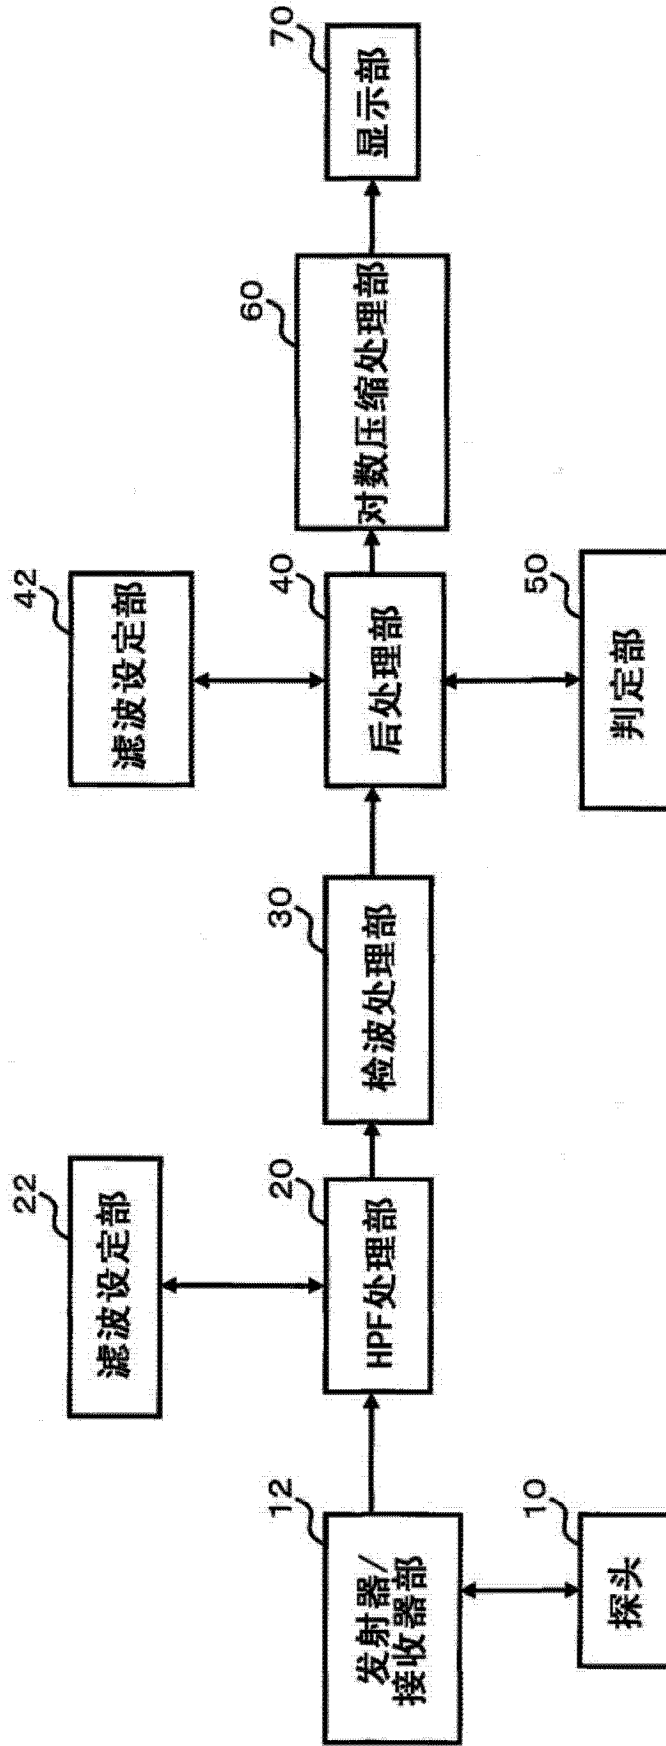 22
滤波设定部
42
滤波设定部
12
发射器/
接收器部
20
HPF处理部
30
检波处理部
40
后处理部
60
对数压缩处理部
70
显示部
10
探头
50
判定部